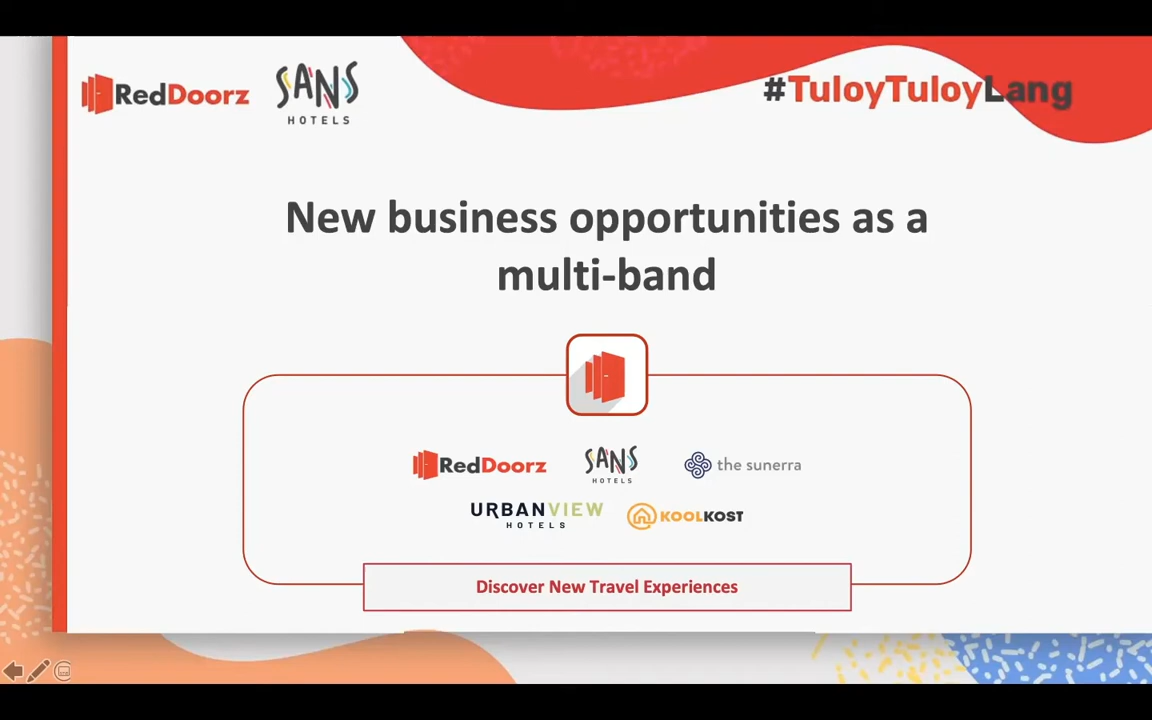 RedDoorz
SANS
HOTELS
#TuloyTuloyLang
New business opportunities as a
multi-band
RedDoorz
SANS
HOTELS
the sunerra
URBANVIEW
HOTELS
KOOLKOST
Discover New Travel Experiences